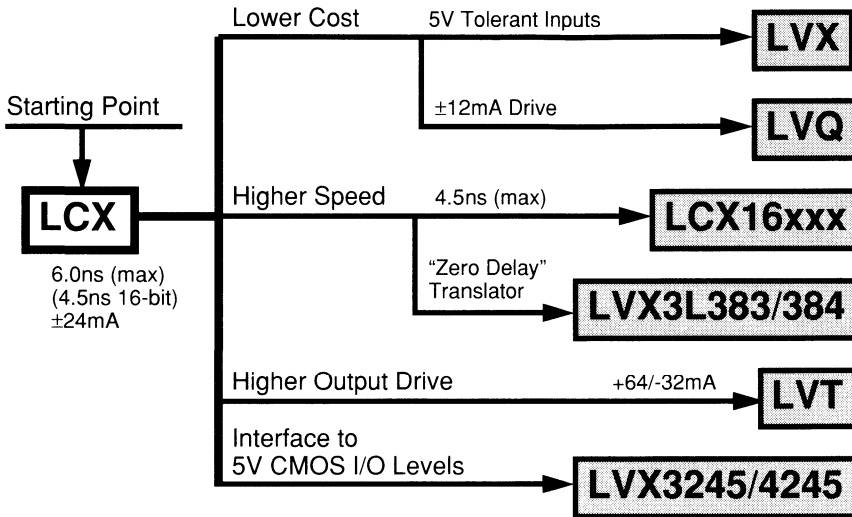 Lower Cost
5V Tolerant Inputs
LVX
Starting Point
±12mA Drive
LVQ
LCX
Higher Speed
4.5ns (max)
LCX16xxx
6.0ns (max)
(4.5ns 16-bit)
±24mA
"Zero Delay"
Translator
LVX3L383/384
Higher Output Drive
+64/-32mA
LVT
Interface to
5V CMOS I/O Levels
LVX3245/4245